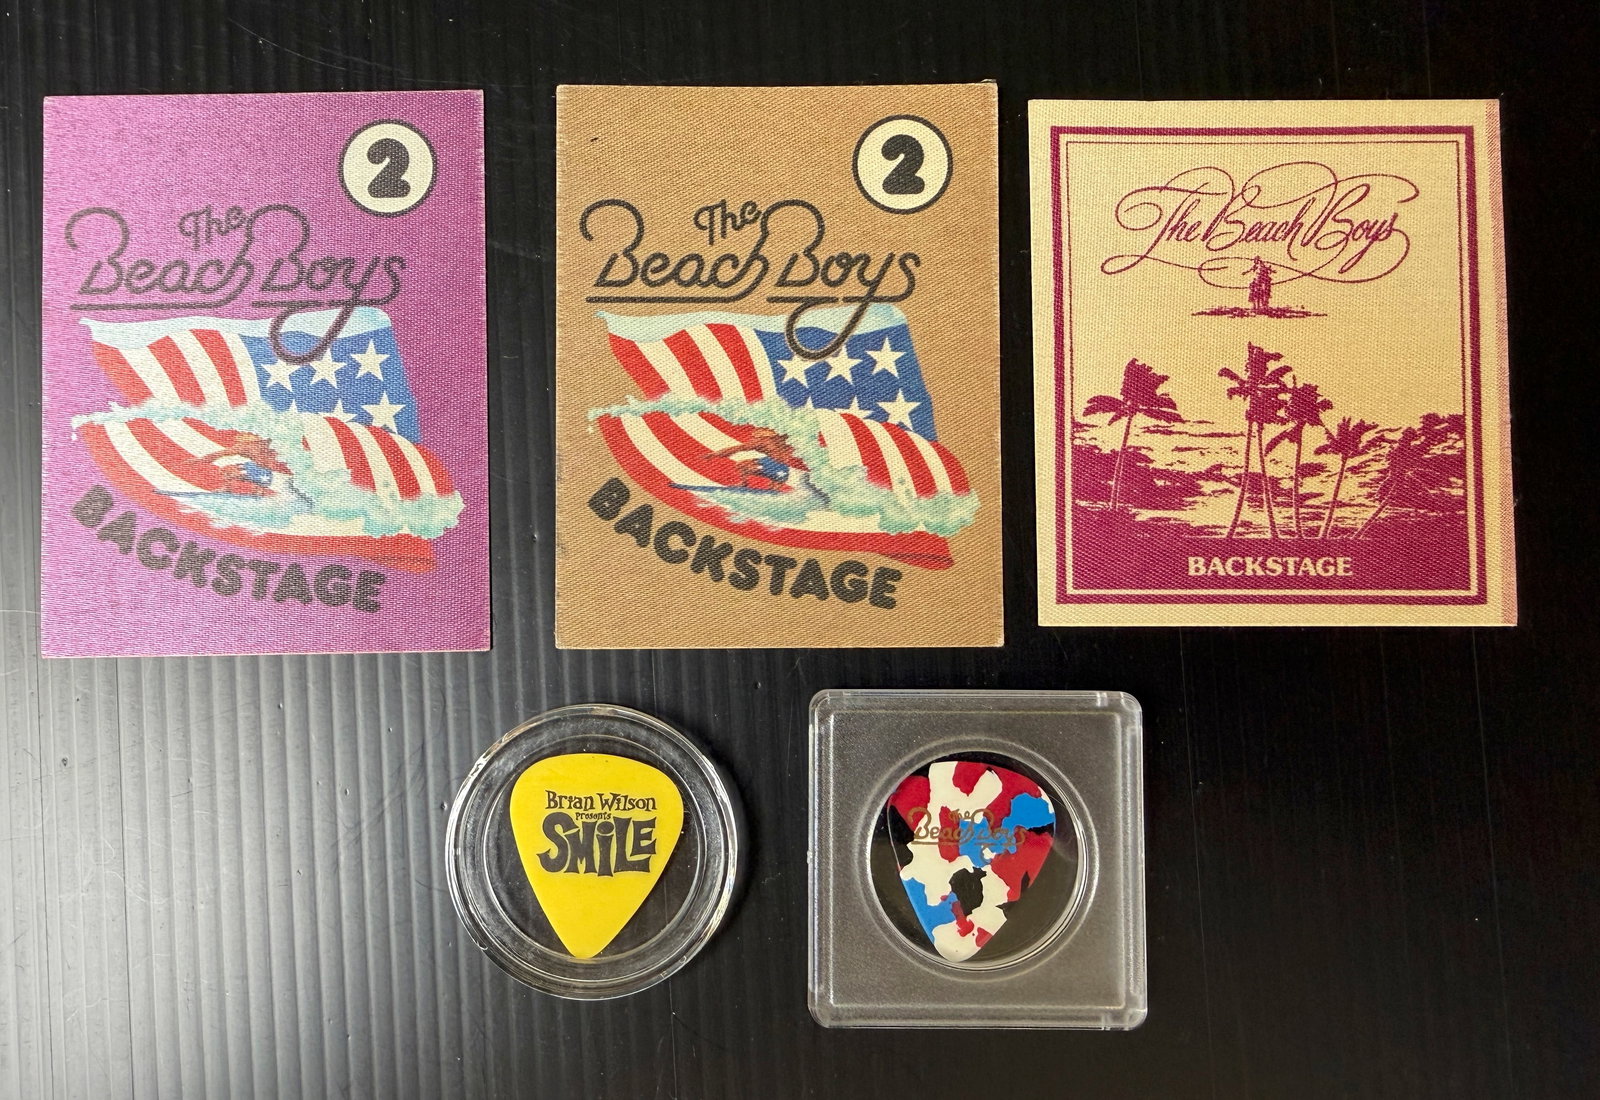 2
The
Beach Boys
BACKSTAGE
2
The
Beach Boys
BACKSTAGE
The Beach Boys
BACKSTAGE
Brian Wilson
Presents
SMiLE
The
Beach Boys